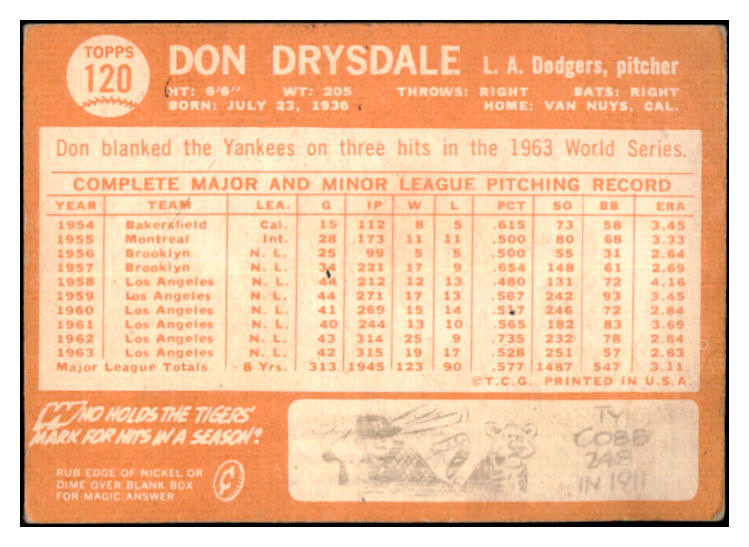 TOPPS
120
DON DRYSDALE L. A. Dodgers, pitcher
HT: 6'6" WT: 205 THROWS: RIGHT BATS: RIGHT
BORN: JULY 23, 1936 HOME: VAN NUYS, CAL.
Don blanked the Yankees on three hits in the 1963 World Series.
COMPLETE MAJOR AND MINOR LEAGUE PITCHING RECORD
YEAR TEAM LEA. G IP W L PCT SO BB ERA
1954 Bakersfield Cal. 15 112 8 5 .615 73 58 3.45
1955 Montreal Int. 28 173 11 11 .500 80 68 3.33
1956 Brooklyn N. L. 25 99 5 5 .500 55 31 2.64
1957 Brooklyn N. L. 34 221 17 9 .654 148 61 2.69
1958 Los Angeles N. L. 44 212 12 13 .480 131 72 4.16
1959 Los Angeles N. L. 44 271 17 13 .567 242 93 3.45
1960 Los Angeles N. L. 41 269 15 14 .517 246 72 2.84
1961 Los Angeles N. L. 40 244 13 10 .565 182 83 3.69
1962 Los Angeles N. L. 43 314 25 9 .735 232 78 2.84
1963 Los Angeles N. L. 42 315 19 17 .528 251 57 2.63
Major League Totals 8 Yrs. 313 1945 123 90 .577 1487 547 3.11
©T.C.G. PRINTED IN U.S.A.
WHO HOLDS THE TIGERS'
MARK FOR HITS IN A SEASON?
RUB EDGE OF NICKEL OR
DIME OVER BLANK BOX
FOR MAGIC ANSWER
TY
COBB
248
IN 1911